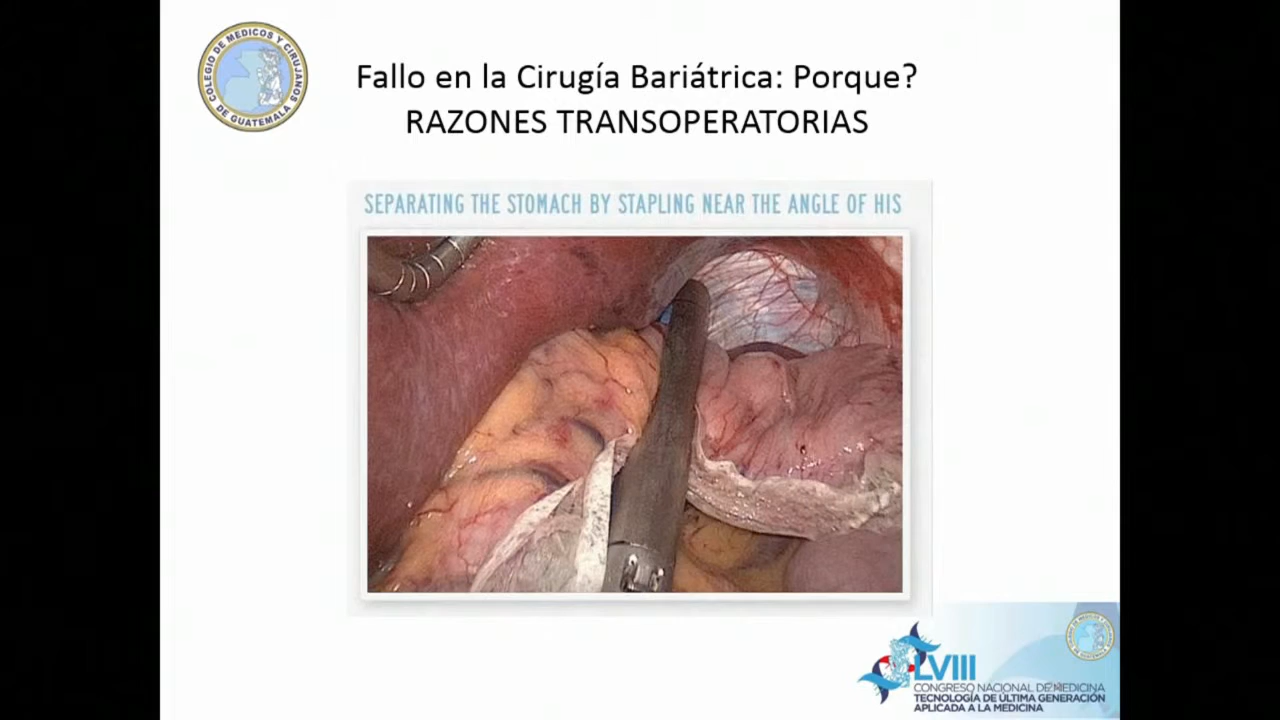 COLEGIO DE MEDICOS Y CIRUJANOS
DE GUATEMALA
Fallo en la Cirugía Bariátrica: Porque?
RAZONES TRANSOPERATORIAS
SEPARATING THE STOMACH BY STAPLING NEAR THE ANGLE OF HIS
LVIII
CONGRESO NACIONAL DE MEDICINA
TECNOLOGÍA DE ÚLTIMA GENERACIÓN
APLICADA A LA MEDICINA